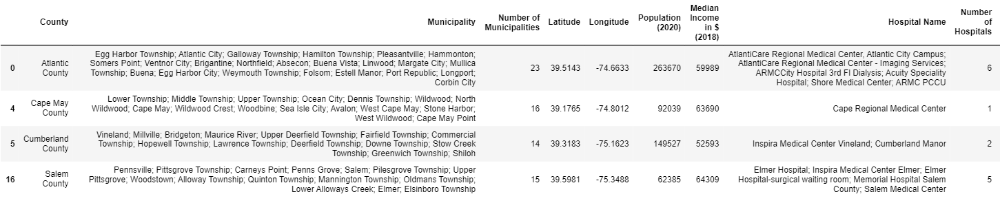 County Municipality Number of Municipalities Latitude Longitude Population (2020) Median Income in $ (2018) Hospital Name Number of Hospitals
0 Atlantic County Egg Harbor Township; Atlantic City; Galloway Township; Hamilton Township; Pleasantville; Hammonton;
Somers Point; Ventnor City; Brigantine; Northfield; Absecon; Buena Vista; Linwood; Margate City; Mullica
Township; Buena; Egg Harbor City; Weymouth Township; Folsom; Estell Manor; Port Republic; Longport;
Corbin City
23 39.5143 -74.6633 263670 59989
AtlantiCare Regional Medical Center, Atlantic City Campus;
AtlantiCare Regional Medical Center - Imaging Services;
ARMCCity Hospital 3rd Fl Dialysis; Acuity Speciality
Hospital; Shore Medical Center; ARMC PCCU
6
4 Cape May County Lower Township; Middle Township; Upper Township; Ocean City; Dennis Township; Wildwood; North
Wildwood; Cape May; Wildwood Crest; Woodbine; Sea Isle City; Avalon; West Cape May; Stone Harbor;
West Wildwood; Cape May Point
16 39.1765 -74.8012 92039 63690 Cape Regional Medical Center 1
5 Cumberland County Vineland; Millville; Bridgeton; Maurice River; Upper Deerfield Township; Fairfield Township; Commercial
Township; Hopewell Township; Lawrence Township; Deerfield Township; Downe Township; Stow Creek
Township; Greenwich Township; Shiloh
14 39.3183 -75.1623 149527 52593 Inspira Medical Center Vineland; Cumberland Manor 2
16 Salem County Pennsville; Pittsgrove Township; Carneys Point; Penns Grove; Salem; Pilesgrove Township; Upper
Pittsgrove; Woodstown; Alloway Township; Quinton Township; Mannington Township; Oldmans Township;
Lower Alloways Creek; Elmer; Elsinboro Township
15 39.5981 -75.3488 62385 64309
Elmer Hospital; Inspira Medical Center Elmer; Elmer
Hospital-surgical waiting room; Memorial Hospital Salem
County; Salem Medical Center
5